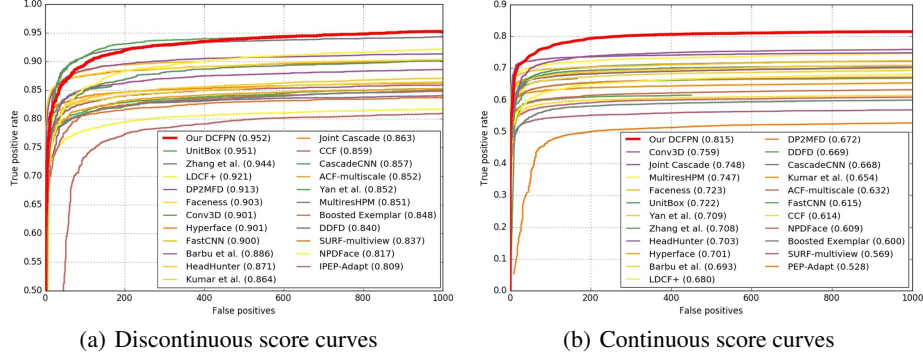 1.00
0.95
0.90
0.85
0.80
0.75
0.70
0.65
0.60
0.55
0.50
True positive rate
0
200
400
600
800
1000
False positives
Our DCFPN (0.952)
UnitBox (0.951)
Zhang et al. (0.944)
LDCF+ (0.921)
DP2MFD (0.913)
Faceness (0.903)
Conv3D (0.901)
Hyperface (0.901)
FastCNN (0.900)
Barbu et al. (0.886)
HeadHunter (0.871)
Kumar et al. (0.864)
Joint Cascade (0.863)
CCF (0.859)
CascadeCNN (0.857)
ACF-multiscale (0.852)
Yan et al. (0.852)
MultiresHPM (0.851)
Boosted Exemplar (0.848)
DDFD (0.840)
SURF-multiview (0.837)
NPDFace (0.817)
IPEP-Adapt (0.809)
(a) Discontinuous score curves
0.9
0.8
0.7
0.6
0.5
0.4
0.3
0.2
0.1
0.0
True positive rate
0
200
400
600
800
1000
False positives
Our DCFPN (0.815)
Conv3D (0.759)
Joint Cascade (0.748)
MultiresHPM (0.747)
Faceness (0.723)
UnitBox (0.722)
Yan et al. (0.709)
Zhang et al. (0.708)
HeadHunter (0.703)
Hyperface (0.701)
Barbu et al. (0.693)
LDCF+ (0.680)
DP2MFD (0.672)
DDFD (0.669)
CascadeCNN (0.668)
Kumar et al. (0.654)
ACF-multiscale (0.632)
FastCNN (0.615)
CCF (0.614)
NPDFace (0.609)
Boosted Exemplar (0.600)
SURF-multiview (0.569)
PEP-Adapt (0.528)
(b) Continuous score curves